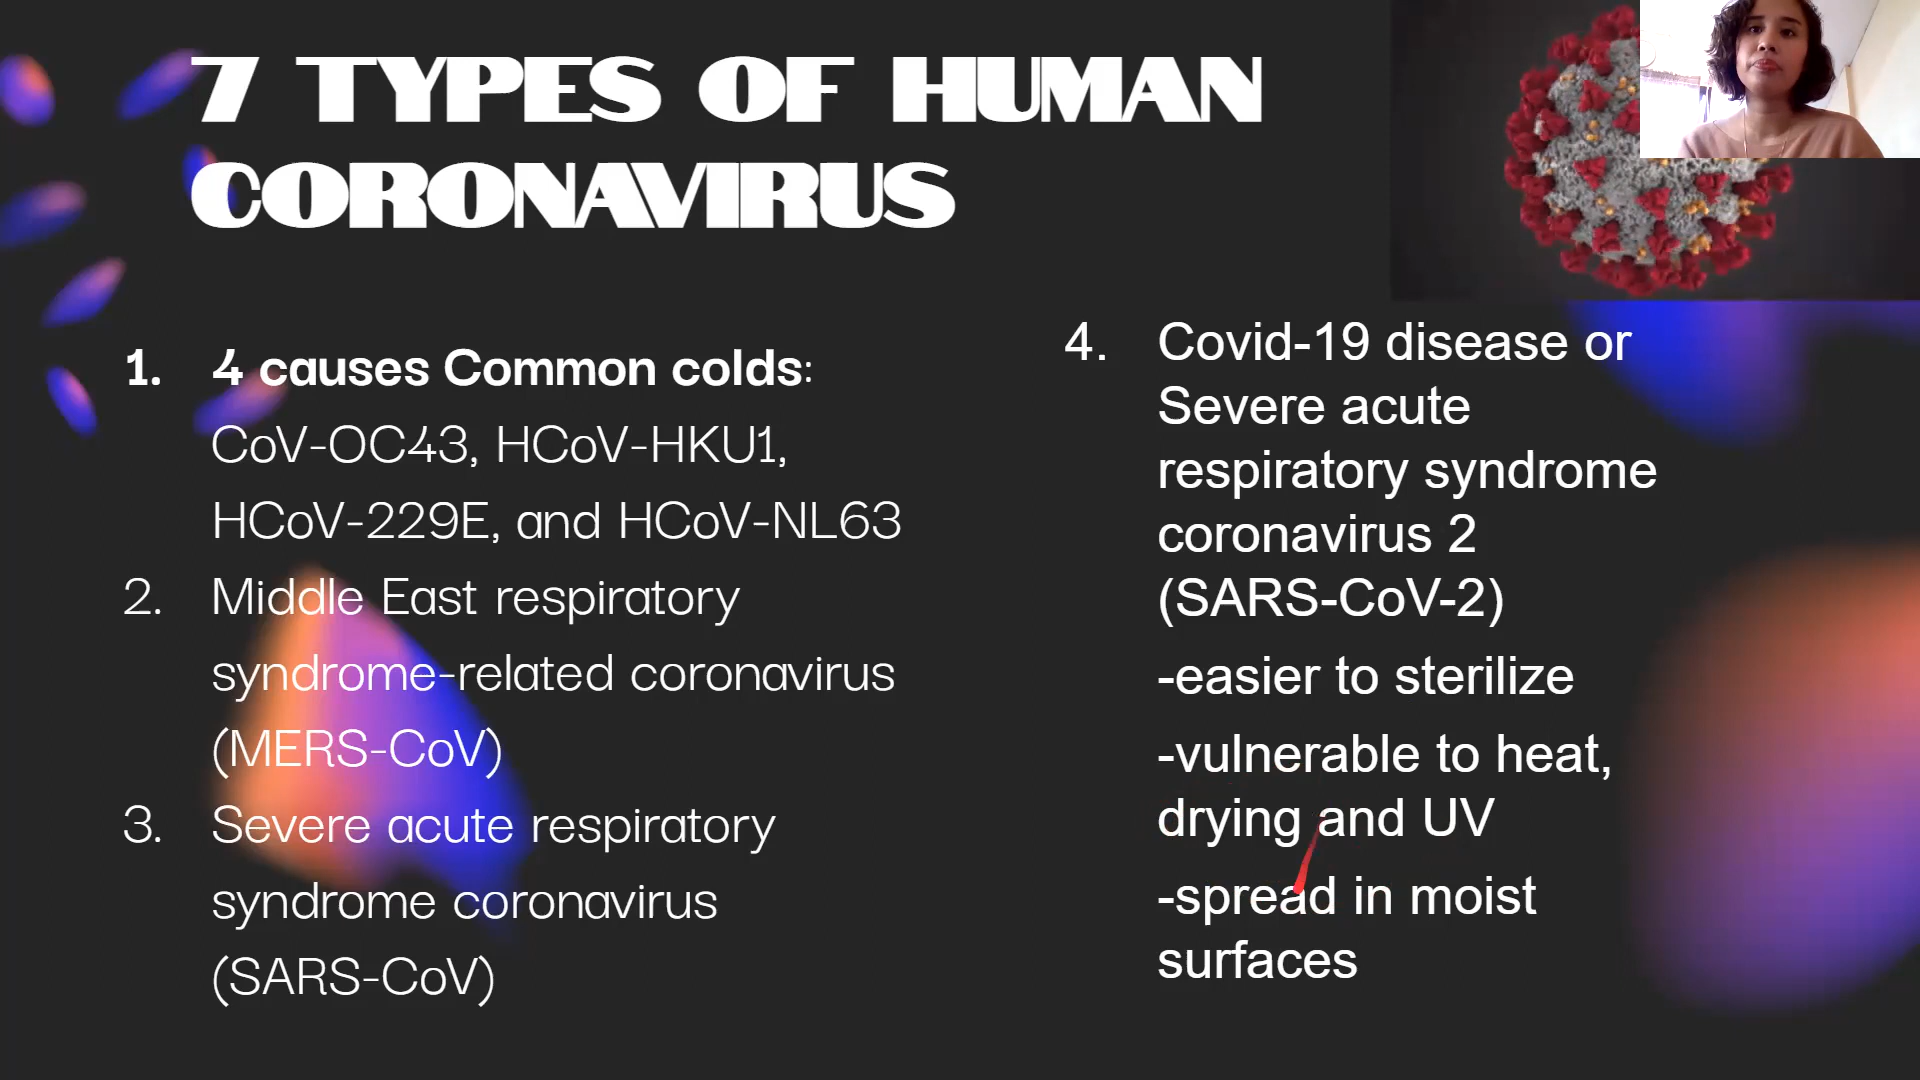 7 TYPES OF HUMAN
CORONAVIRUS
1. 4 causes Common colds:
CoV-OC43, HCoV-HKU1,
HCoV-229E, and HCoV-NL63
2. Middle East respiratory
syndrome-related coronavirus
(MERS-CoV)
3. Severe acute respiratory
syndrome coronavirus
(SARS-CoV)
4. Covid-19 disease or
Severe acute
respiratory syndrome
coronavirus 2
(SARS-CoV-2)
-easier to sterilize
-vulnerable to heat,
drying and UV
-spread in moist
surfaces